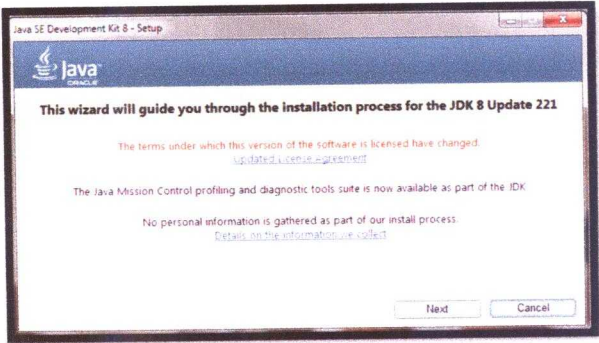 Java SE Development Kit 8 - Setup
Java
ORACLE
This wizard will guide you through the installation process for the JDK 8 Update 221
The terms under which this version of the software is licensed have changed.
Updated License Agreement
The Java Mission Control profiling and diagnostic tools suite is now available as part of the JDK
No personal information is gathered as part of our install process.
Details on the information we collect
Next
Cancel